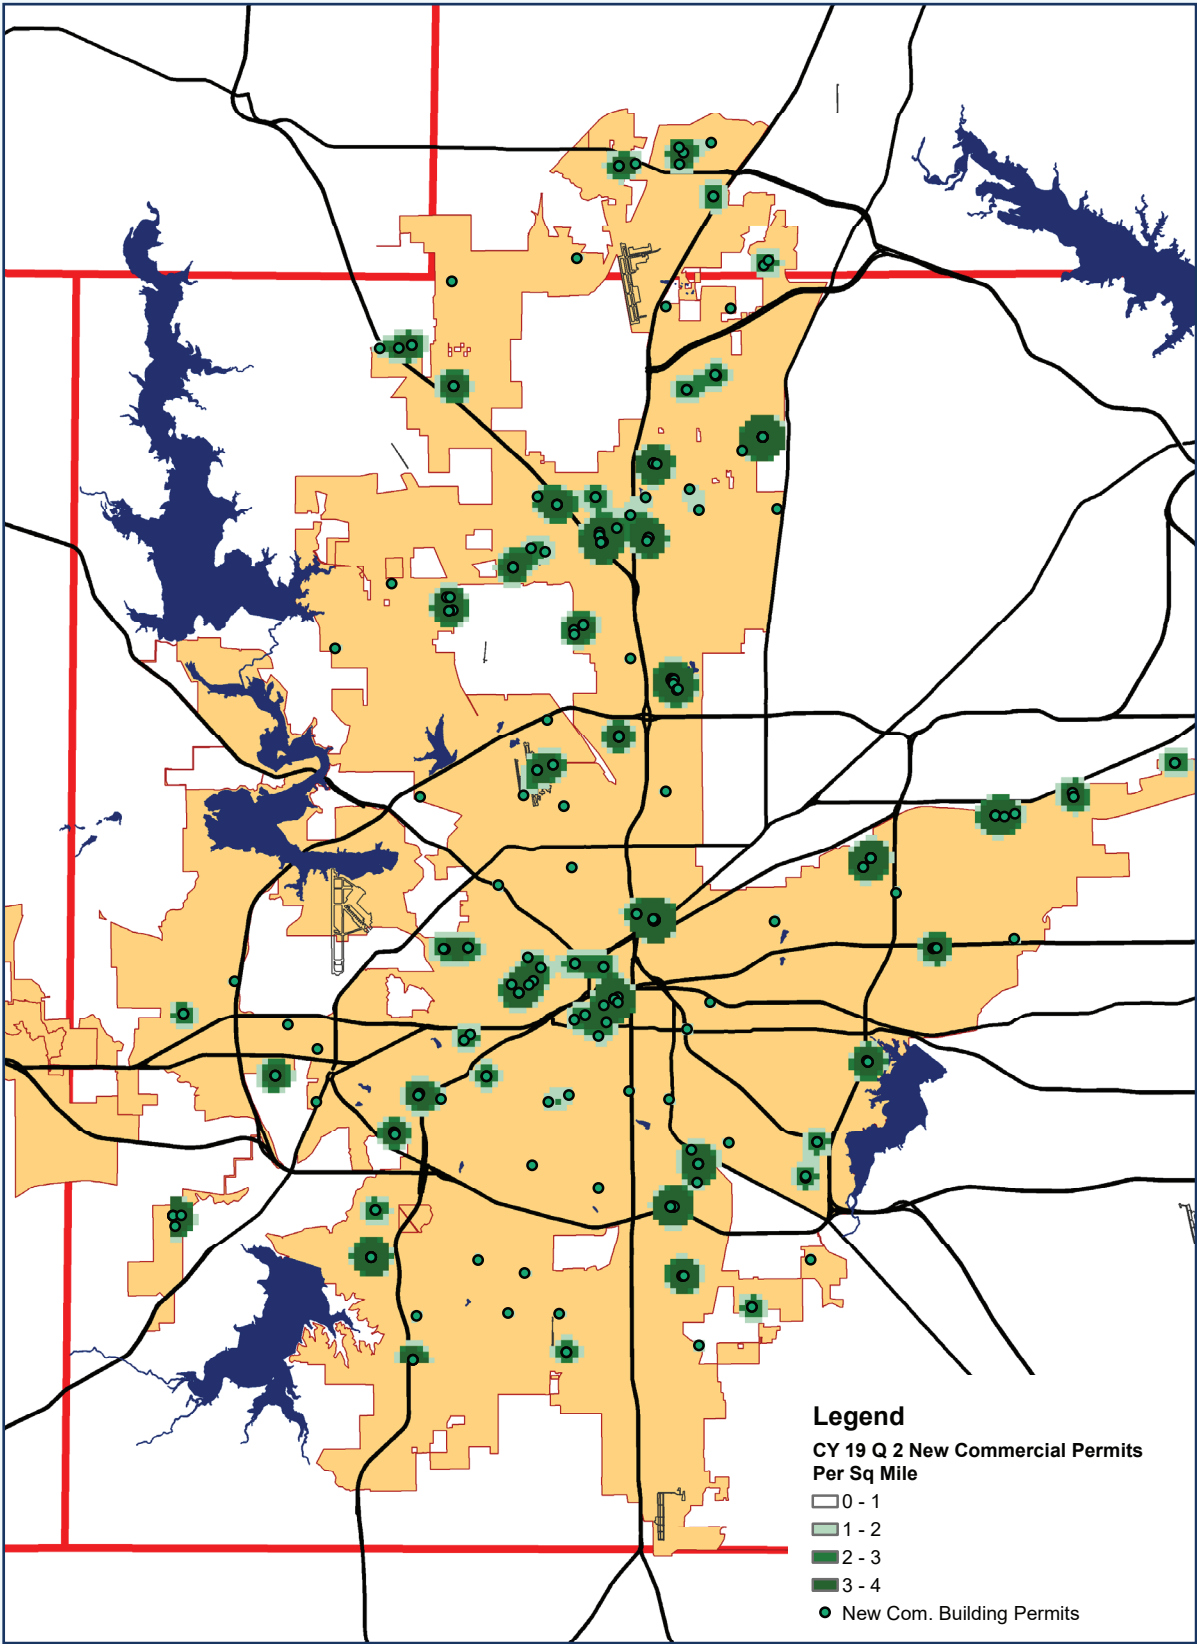 Legend
CY 19 Q 2 New Commercial Permits
Per Sq Mile
0 - 1
1 - 2
2 - 3
3 - 4
New Com. Building Permits